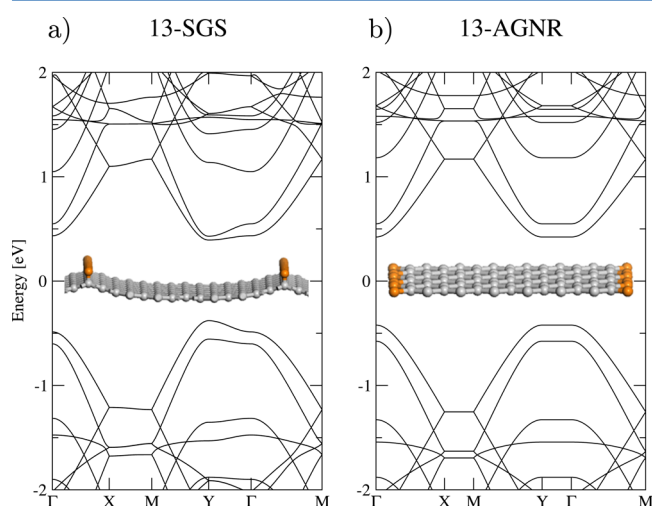 a) 13-SGS b) 13-AGNR
2 2
1 1
Energy [eV] 0 0
-1 -1
-2 -2
Γ X M Y Γ M Γ X M Y Γ M